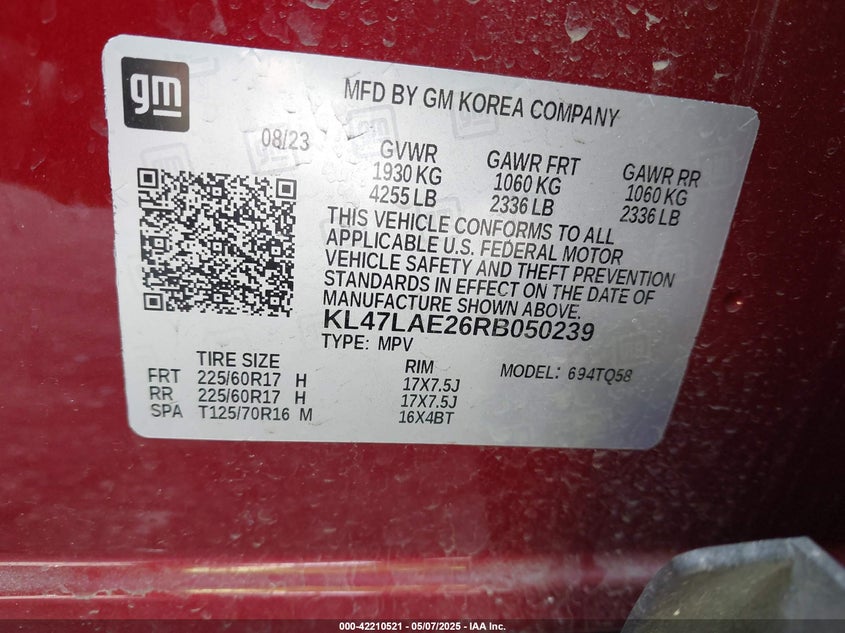 gm
MFD BY GM KOREA COMPANY
08/23
GVWR GAWR FRT GAWR RR
1930 KG 1060 KG 1060 KG
4255 LB 2336 LB 2336 LB
THIS VEHICLE CONFORMS TO ALL
APPLICABLE U.S. FEDERAL MOTOR
VEHICLE SAFETY AND THEFT PREVENTION
STANDARDS IN EFFECT ON THE DATE OF
MANUFACTURE SHOWN ABOVE.
KL47LAE26RB050239
TYPE: MPV
TIRE SIZE RIM MODEL: 694TQ58
FRT 225/60R17 H 17X7.5J
RR 225/60R17 H 17X7.5J
SPA T125/70R16 M 16X4BT
000-42210521 - 05/07/2025 - IAA Inc.